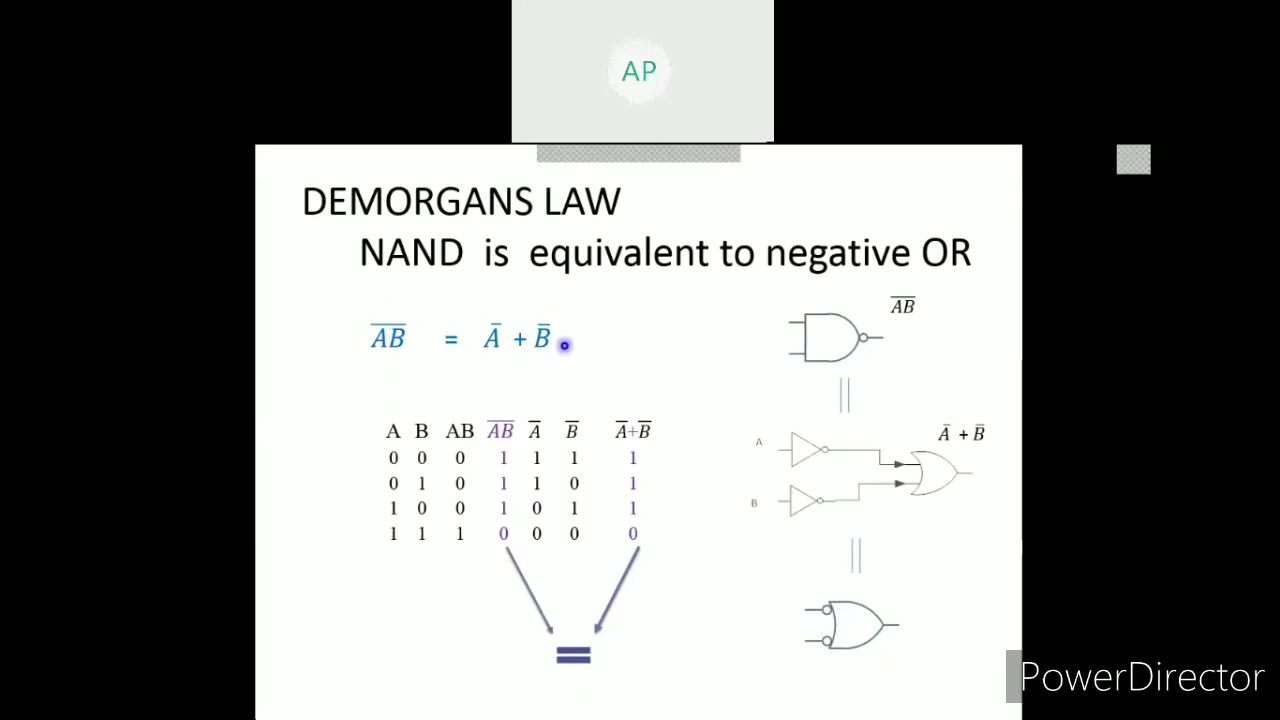 AP
DEMORGANS LAW
NAND is equivalent to negative OR
A̅B̅ = A̅ + B̅
A B AB A̅B̅ A̅ B̅ A̅+B̅
0 0 0 1 1 1 1
0 1 0 1 1 0 1
1 0 0 1 0 1 1
1 1 1 0 0 0 0
=
A̅B̅
A
B
A̅ + B̅
PowerDirector